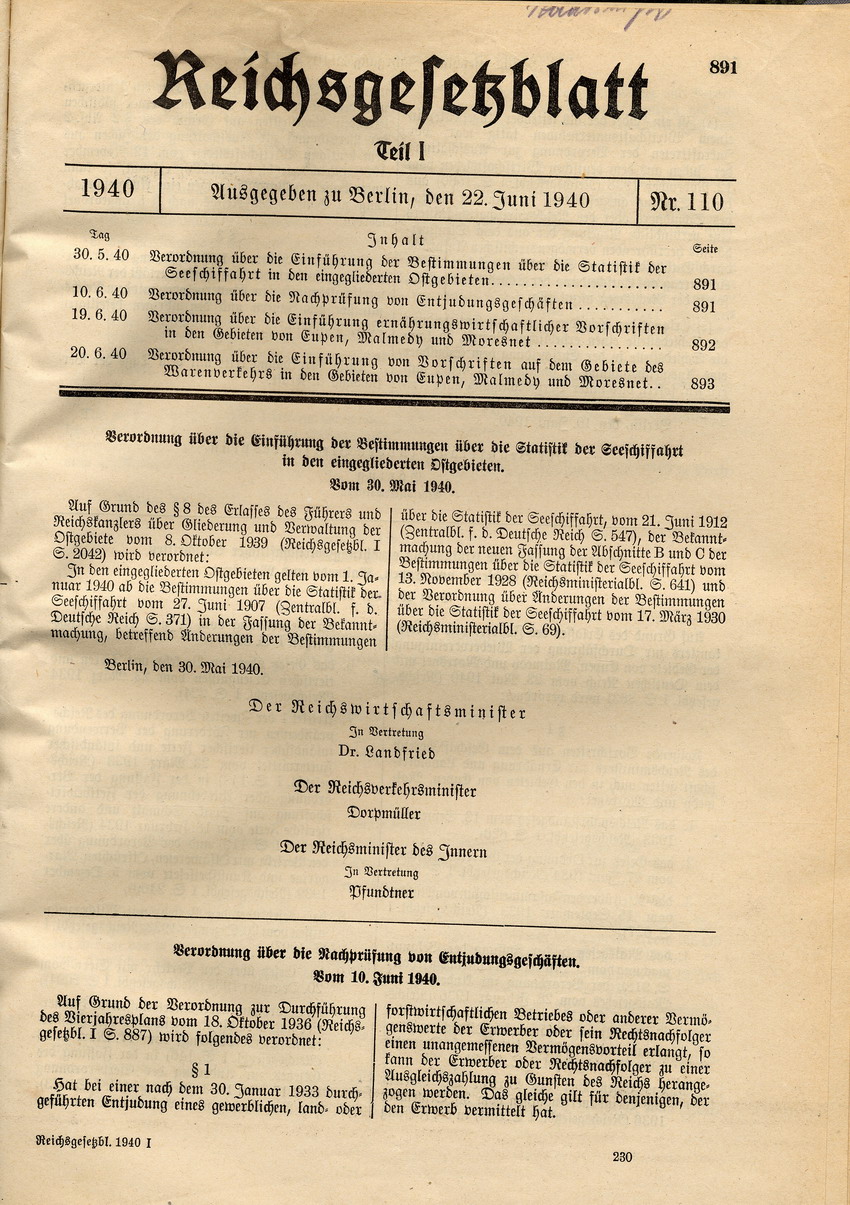 891
Reichsgesetzblatt
Teil I
1940
Ausgegeben zu Berlin, den 22. Juni 1940
Nr. 110
Tag
Inhalt
Seite
30. 5. 40 Verordnung über die Einführung der Bestimmungen über die Statistik der
Seeschiffahrt in den eingegliederten Ostgebieten........................ 891
10. 6. 40 Verordnung über die Nachprüfung von Entjudungsgeschäften ........... 891
19. 6. 40 Verordnung über die Einführung ernährungswirtschaftlicher Vorschriften
in den Gebieten von Eupen, Malmedy und Moresnet ................ 892
20. 6. 40 Verordnung über die Einführung von Vorschriften auf dem Gebiete des
Warenverkehrs in den Gebieten von Eupen, Malmedy und Moresnet.. 893
Verordnung über die Einführung der Bestimmungen über die Statistik der Seeschiffahrt
in den eingegliederten Ostgebieten.
Vom 30. Mai 1940.
Auf Grund des § 8 des Erlasses des Führers und
Reichskanzlers über Gliederung und Verwaltung der
Ostgebiete vom 8. Oktober 1939 (Reichsgesetzbl. I
S. 2042) wird verordnet:
In den eingegliederten Ostgebieten gelten vom 1. Ja-
nuar 1940 ab die Bestimmungen über die Statistik der
Seeschiffahrt vom 27. Juni 1907 (Zentralbl. f. d.
Deutsche Reich S. 371) in der Fassung der Bekannt-
machung, betreffend Änderungen der Bestimmungen
über die Statistik der Seeschiffahrt, vom 21. Juni 1912
(Zentralbl. f. d. Deutsche Reich S. 547), der Bekannt-
machung der neuen Fassung der Abschnitte B und C der
Bestimmungen über die Statistik der Seeschiffahrt vom
13. November 1928 (Reichsministerialbl. S. 641) und
der Verordnung über Änderungen der Bestimmungen
über die Statistik der Seeschiffahrt vom 17. März 1930
(Reichsministerialbl. S. 69).
Berlin, den 30. Mai 1940.
Der Reichswirtschaftsminister
In Vertretung
Dr. Landfried
Der Reichsverkehrsminister
Dorpmüller
Der Reichsminister des Innern
In Vertretung
Pfundtner
Verordnung über die Nachprüfung von Entjudungsgeschäften.
Vom 10. Juni 1940.
Auf Grund der Verordnung zur Durchführung
des Vierjahresplans vom 18. Oktober 1936 (Reichs-
gesetzbl. I S. 887) wird folgendes verordnet:
§ 1
Hat bei einer nach dem 30. Januar 1933 durch-
geführten Entjudung eines gewerblichen, land- oder
forstwirtschaftlichen Betriebes oder anderer Vermö-
genswerte der Erwerber oder sein Rechtsnachfolger
einen unangemessenen Vermögensvorteil erlangt, so
kann der Erwerber oder Rechtsnachfolger zu einer
Ausgleichszahlung zu Gunsten des Reichs herange-
zogen werden. Das gleiche gilt für denjenigen, der
den Erwerb vermittelt hat.
Reichsgesetzbl. 1940 I
230